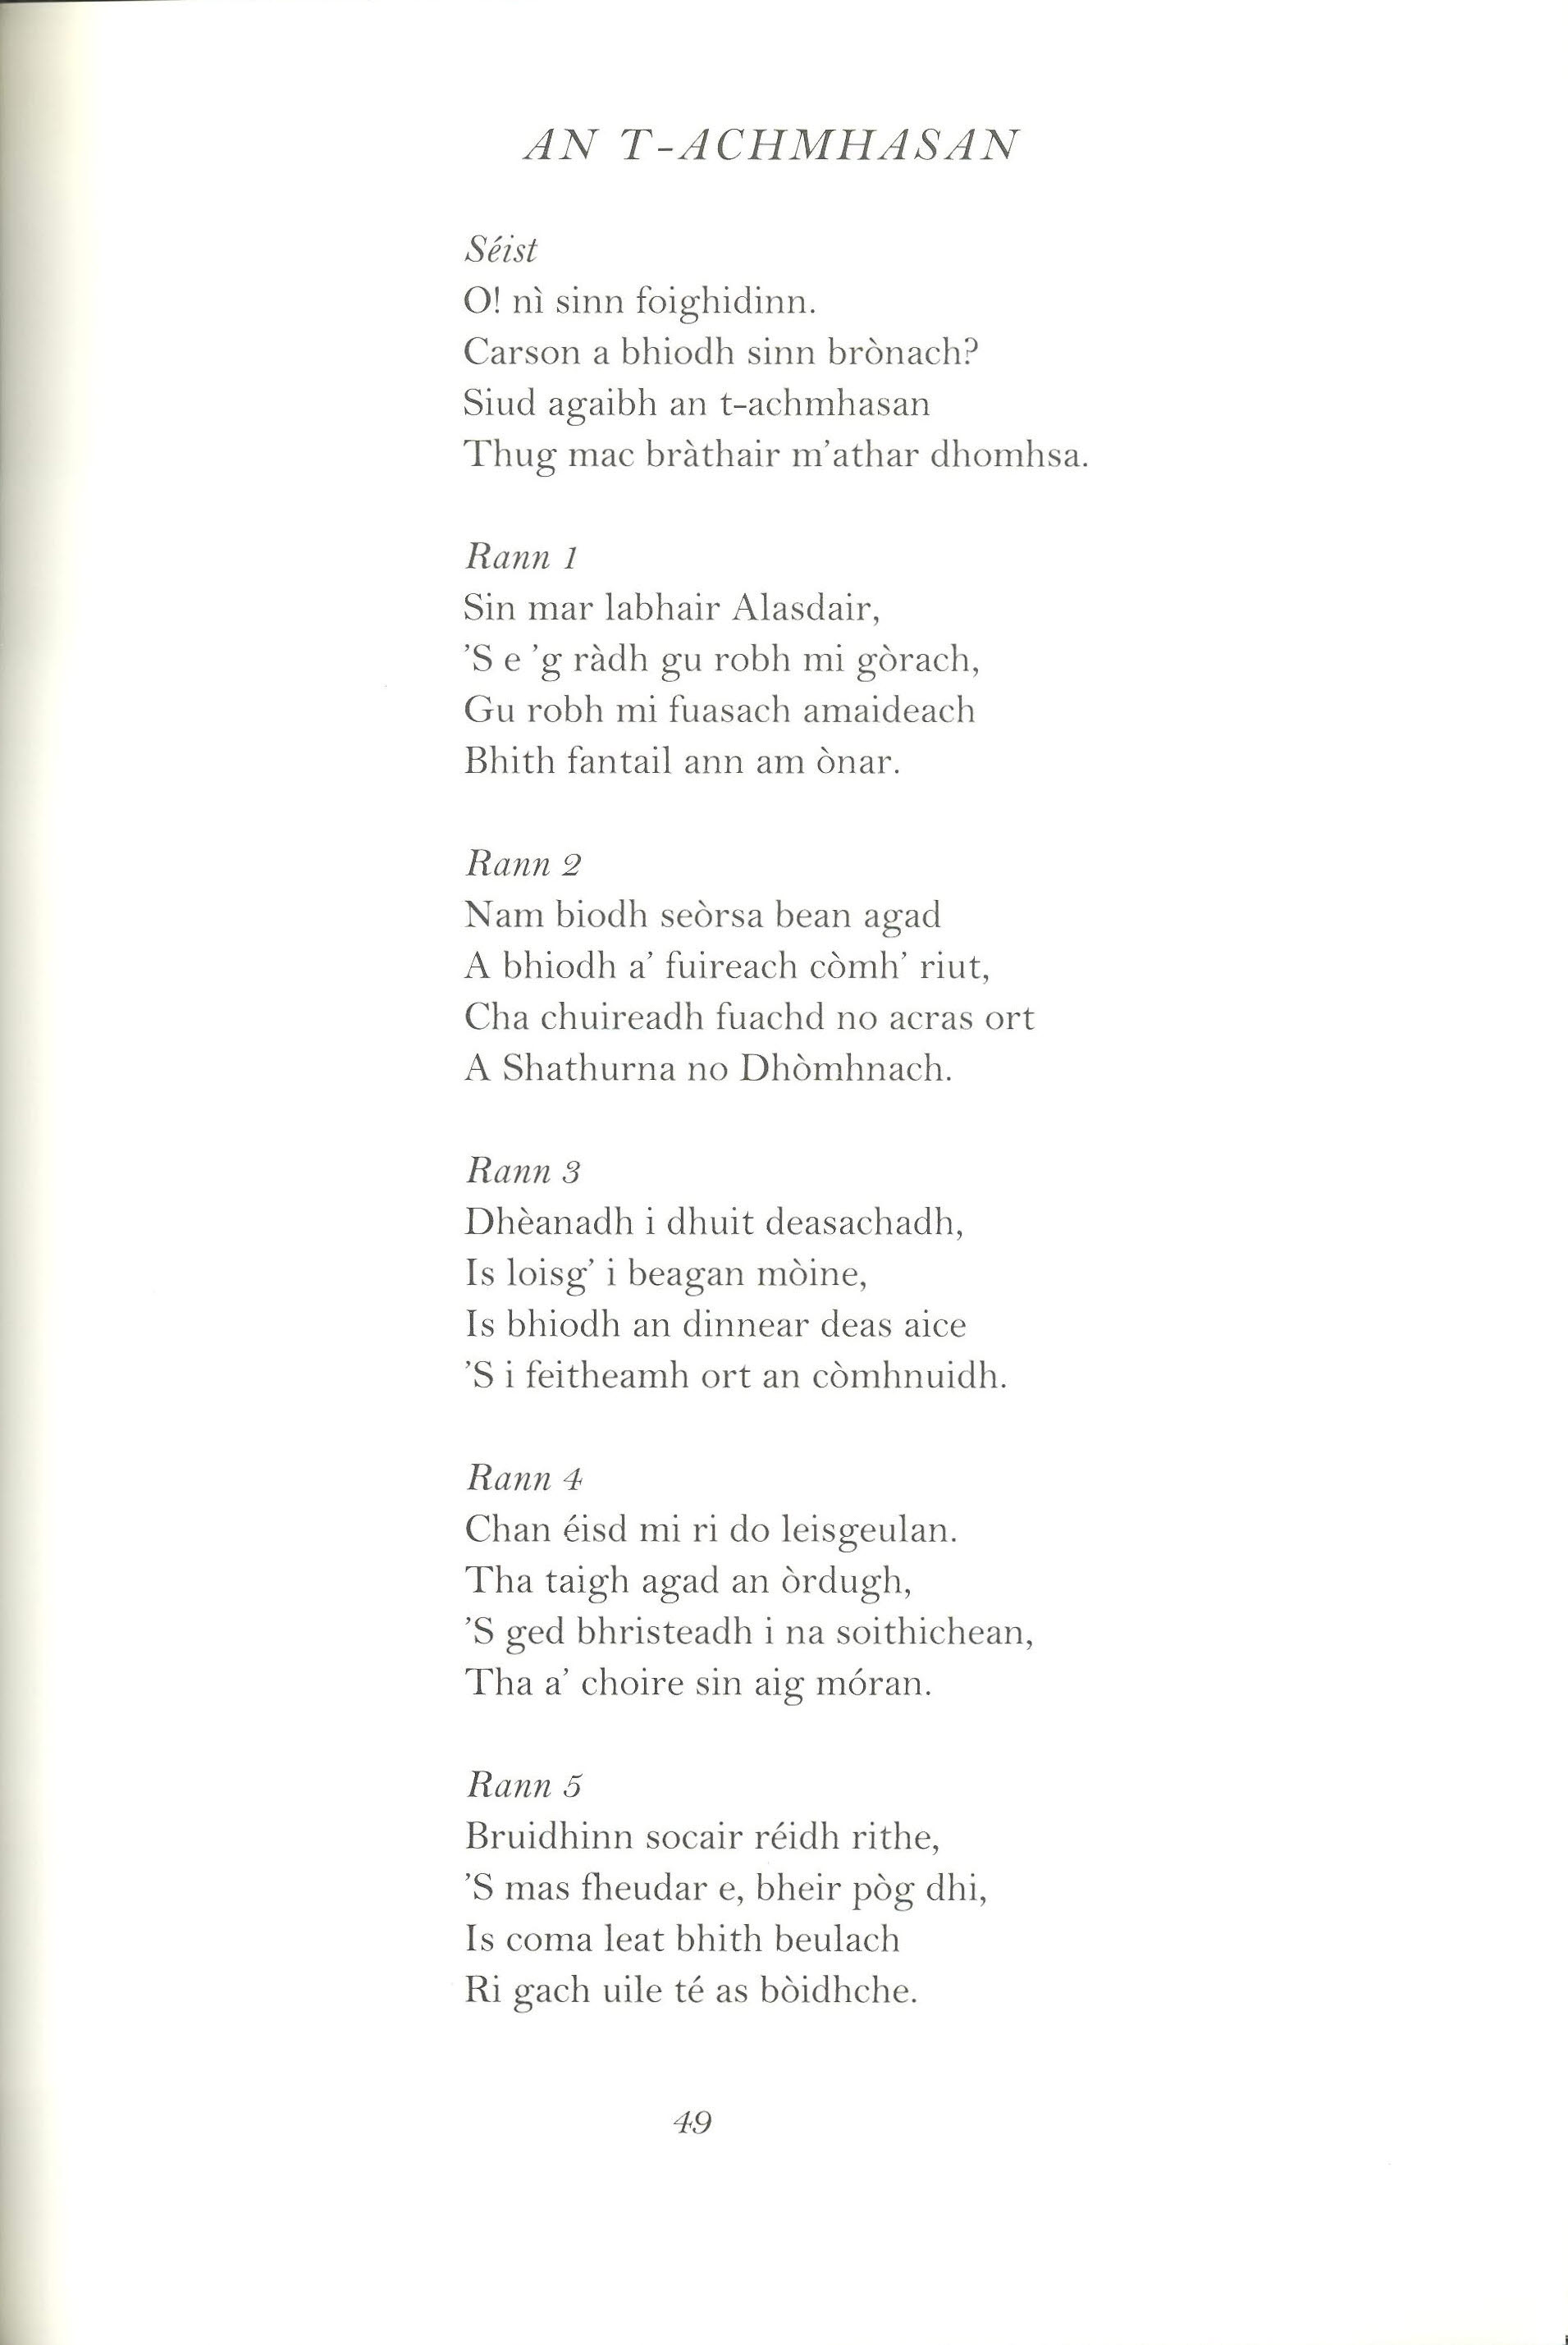 AN T-ACHMHASAN
Séist
O! nì sinn foighidinn.
Carson a bhiodh sinn brònach?
Siud agaibh an t-achmhasan
Thug mac bràthair m’athar dhomhsa.
Rann 1
Sin mar labhair Alasdair,
’S e ’g ràdh gu robh mi gòrach,
Gu robh mi fuasach amaideach
Bhith fantail ann am ònar.
Rann 2
Nam biodh seòrsa bean agad
A bhiodh a’ fuireach còmh’ riut,
Cha chuireadh fuachd no acras ort
A Shathurna no Dhòmhnach.
Rann 3
Dhèanadh i dhuit deasachadh,
Is loisg’ i beagan mòine,
Is bhiodh an dinnear deas aice
’S i feitheamh ort an còmhnuidh.
Rann 4
Chan éisd mi ri do leisgeulan.
Tha taigh agad an òrdugh,
’S ged bhristeadh i na soithichean,
Tha a’ choire sin aig móran.
Rann 5
Bruidhinn socair réidh rithe,
’S mas fheudar e, bheir pòg dhi,
Is coma leat bhith beulach
Ri gach uile té as bòidhche.
49